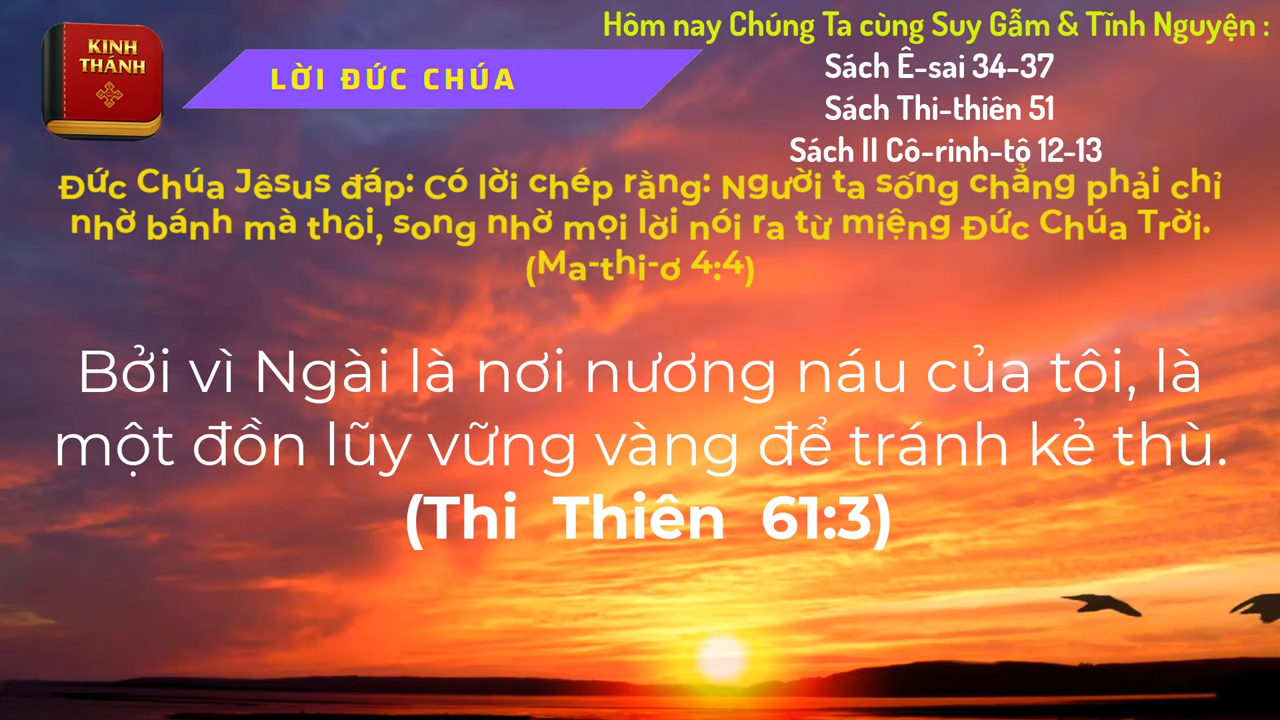 Hôm nay Chúng Ta cùng Suy Gẫm & Tĩnh Nguyện :
Sách Ê-sai 34-37
Sách Thi-thiên 51
Sách II Cô-rinh-tô 12-13
KINH
THÁNH
LỜI ĐỨC CHÚA
Đức Chúa Jêsus đáp: Có lời chép rằng: Người ta sống chẳng phải chỉ
nhờ bánh mà thôi, song nhờ mọi lời nói ra từ miệng Đức Chúa Trời.
(Ma-thi-ơ 4:4)
Bởi vì Ngài là nơi nương náu của tôi, là
một đồn lũy vững vàng để tránh kẻ thù.
(Thi Thiên 61:3)